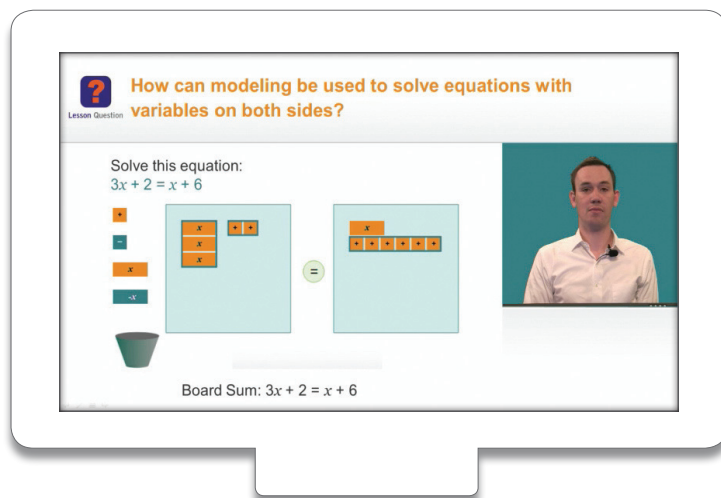 ?
Lesson Question
How can modeling be used to solve equations with
variables on both sides?
Solve this equation:
3x + 2 = x + 6
+
−
x
-x
x
x
x
+ +
=
x
+ + + + + +
Board Sum: 3x + 2 = x + 6